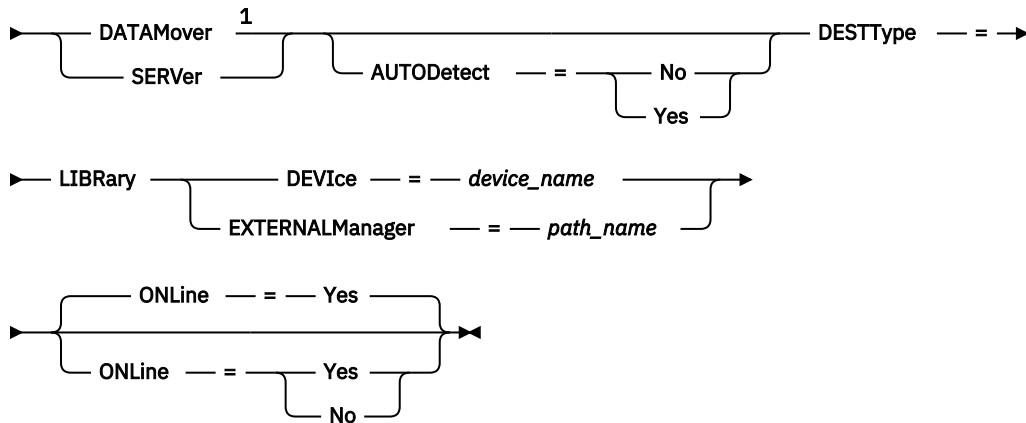 DATAMover 1
SERVer
AUTODetect = No
Yes
DESTType =
LIBRary
DEVIce = device_name
EXTERNALManager = path_name
ONLine = Yes
ONLine = Yes
No